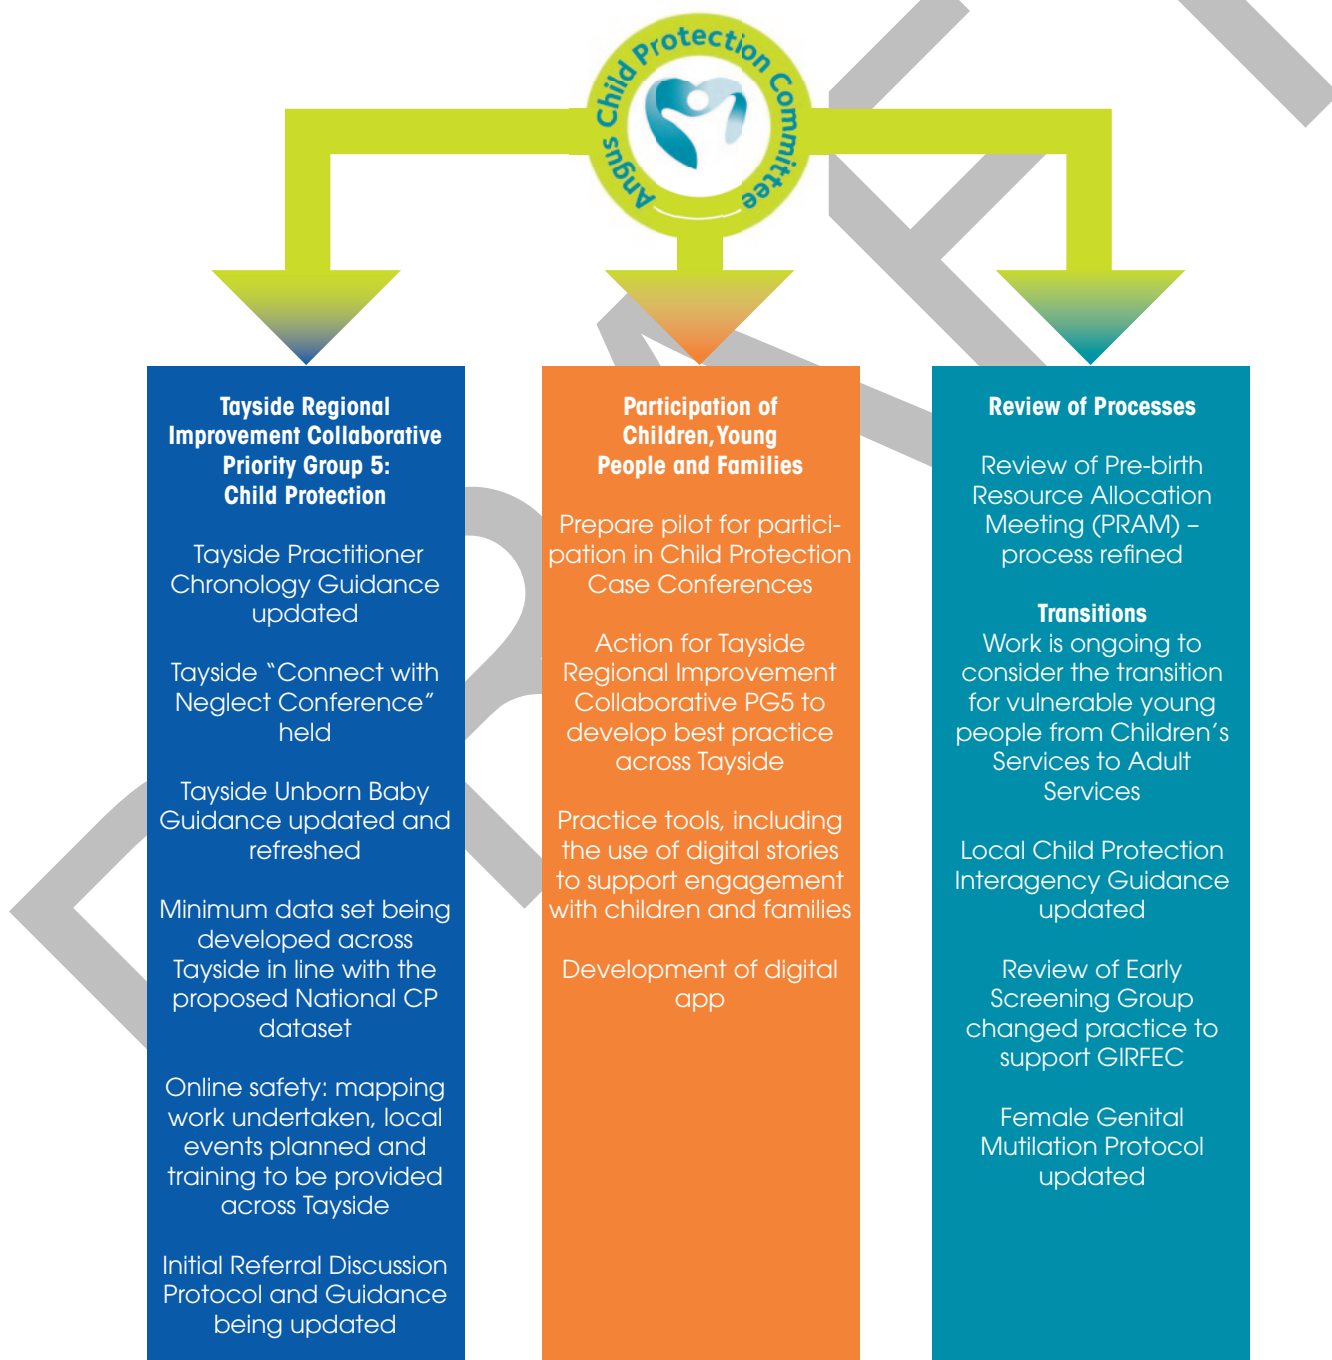 Angus Child Protection Committee
Tayside Regional
Improvement Collaborative
Priority Group 5:
Child Protection
Tayside Practitioner
Chronology Guidance
updated
Tayside “Connect with
Neglect Conference”
held
Tayside Unborn Baby
Guidance updated and
refreshed
Minimum data set being
developed across
Tayside in line with the
proposed National CP
dataset
Online safety: mapping
work undertaken, local
events planned and
training to be provided
across Tayside
Initial Referral Discussion
Protocol and Guidance
being updated
Participation of
Children, Young
People and Families
Prepare pilot for partici-
pation in Child Protection
Case Conferences
Action for Tayside
Regional Improvement
Collaborative PG5 to
develop best practice
across Tayside
Practice tools, including
the use of digital stories
to support engagement
with children and families
Development of digital
app
Review of Processes
Review of Pre-birth
Resource Allocation
Meeting (PRAM) –
process refined
Transitions
Work is ongoing to
consider the transition
for vulnerable young
people from Children’s
Services to Adult
Services
Local Child Protection
Interagency Guidance
updated
Review of Early
Screening Group
changed practice to
support GIRFEC
Female Genital
Mutilation Protocol
updated